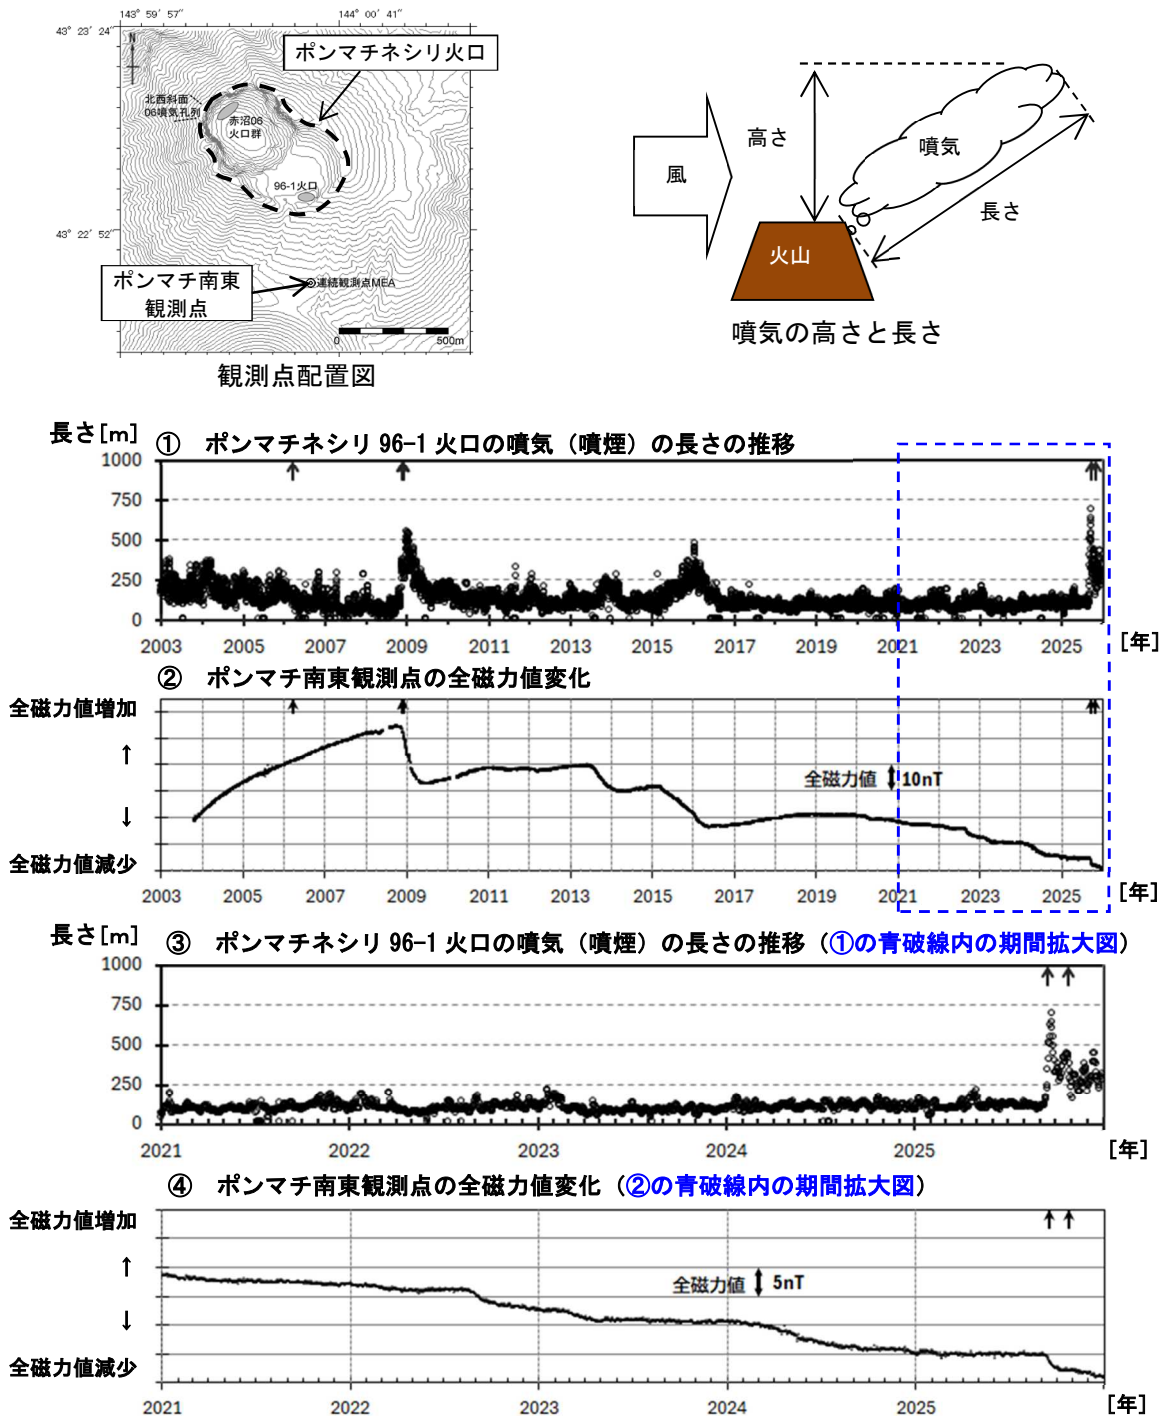 143° 59′ 57″
144° 00′ 41″
43° 23′ 24″
N
ポンマチネシリ火口
北西斜面
06噴気孔列
赤沼06
火口群
96-1火口
43° 22′ 52″
ポンマチ南東
観測点
連続観測点MEA
0
500m
観測点配置図
風
高さ
噴気
長さ
火山
噴気の高さと長さ
長さ[m]
① ポンマチネシリ 96−1 火口の噴気（噴煙）の長さの推移
1000
750
500
250
0
2003 2005 2007 2009 2011 2013 2015 2017 2019 2021 2023 2025
[年]
② ポンマチ南東観測点の全磁力値変化
全磁力値増加
↑
↓
全磁力値減少
全磁力値 10nT
2003 2005 2007 2009 2011 2013 2015 2017 2019 2021 2023 2025
[年]
長さ[m]
③ ポンマチネシリ 96−1 火口の噴気（噴煙）の長さの推移（①の青破線内の期間拡大図）
1000
750
500
250
0
2021 2022 2023 2024 2025
[年]
④ ポンマチ南東観測点の全磁力値変化（②の青破線内の期間拡大図）
全磁力値増加
↑
↓
全磁力値減少
全磁力値 5nT
2021 2022 2023 2024 2025
[年]